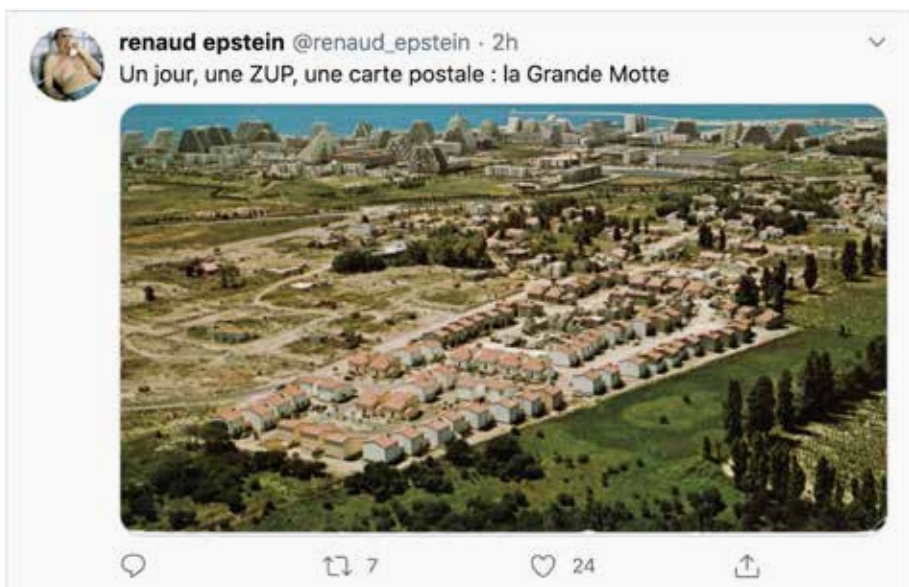 renaud epstein @renaud_epstein · 2h
Un jour, une ZUP, une carte postale : la Grande Motte
7 24